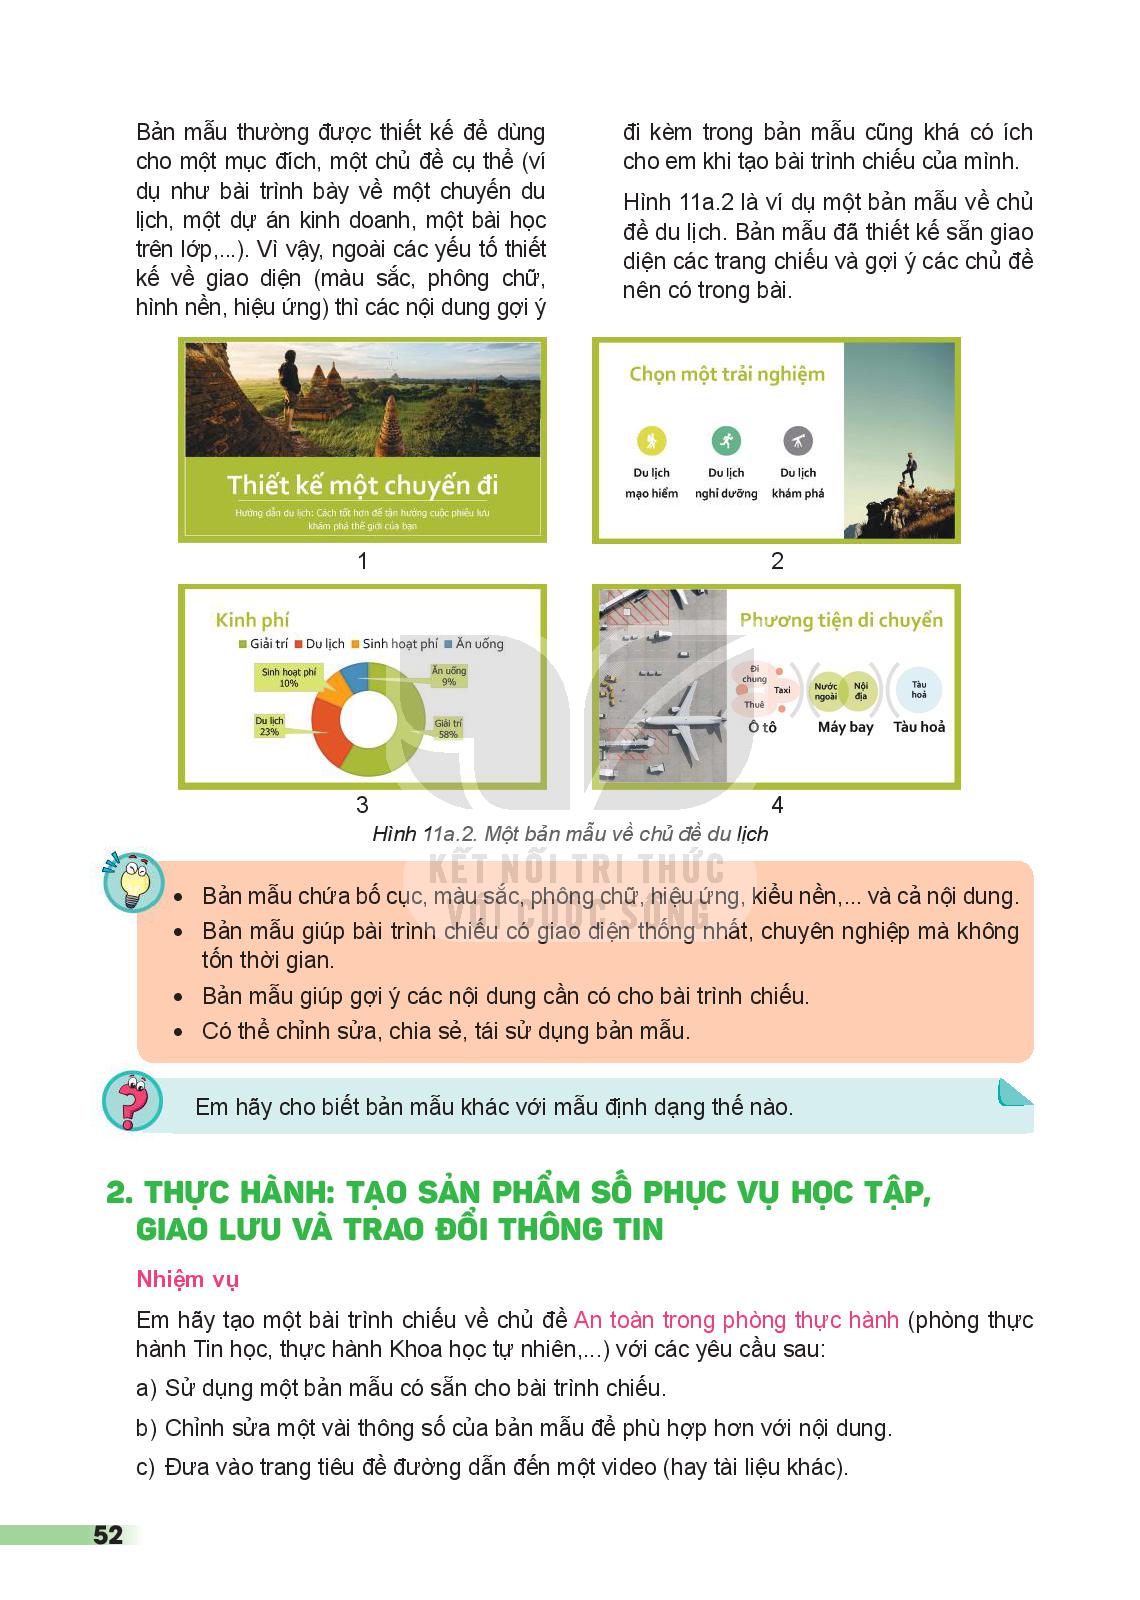 Bản mẫu thường được thiết kế để dùng
cho một mục đích, một chủ đề cụ thể (ví
dụ như bài trình bày về một chuyến du
lịch, một dự án kinh doanh, một bài học
trên lớp,...). Vì vậy, ngoài các yếu tố thiết
kế về giao diện (màu sắc, phông chữ,
hình nền, hiệu ứng) thì các nội dung gợi ý
đi kèm trong bản mẫu cũng khá có ích
cho em khi tạo bài trình chiếu của mình.
Hình 11a.2 là ví dụ một bản mẫu về chủ
đề du lịch. Bản mẫu đã thiết kế sẵn giao
diện các trang chiếu và gợi ý các chủ đề
nên có trong bài.
Thiết kế một chuyến đi
Hướng dẫn du lịch: Cách tốt hơn để tận hưởng cuộc phiêu lưu
khám phá thế giới của bạn
1
Chọn một trải nghiệm
Du lịch
mạo hiểm
Du lịch
nghỉ dưỡng
Du lịch
khám phá
2
Kinh phí
Giải trí Du lịch Sinh hoạt phí Ăn uống
Sinh hoạt phí
10%
Ăn uống
9%
Du lịch
23%
Giải trí
58%
3
Phương tiện di chuyển
Đi
chung
Taxi
Thuê
Nước
ngoài
Nội
địa
Tàu
hoả
Ô tô
Máy bay
Tàu hoả
4
Hình 11a.2. Một bản mẫu về chủ đề du lịch
KẾT NỐI TRI THỨC
VỚI CUỘC SỐNG
• Bản mẫu chứa bố cục, màu sắc, phông chữ, hiệu ứng, kiểu nền,... và cả nội dung.
• Bản mẫu giúp bài trình chiếu có giao diện thống nhất, chuyên nghiệp mà không
tốn thời gian.
• Bản mẫu giúp gợi ý các nội dung cần có cho bài trình chiếu.
• Có thể chỉnh sửa, chia sẻ, tái sử dụng bản mẫu.
Em hãy cho biết bản mẫu khác với mẫu định dạng thế nào.
2. THỰC HÀNH: TẠO SẢN PHẨM SỐ PHỤC VỤ HỌC TẬP,
GIAO LƯU VÀ TRAO ĐỔI THÔNG TIN
Nhiệm vụ
Em hãy tạo một bài trình chiếu về chủ đề An toàn trong phòng thực hành (phòng thực
hành Tin học, thực hành Khoa học tự nhiên,...) với các yêu cầu sau:
a) Sử dụng một bản mẫu có sẵn cho bài trình chiếu.
b) Chỉnh sửa một vài thông số của bản mẫu để phù hợp hơn với nội dung.
c) Đưa vào trang tiêu đề đường dẫn đến một video (hay tài liệu khác).
52